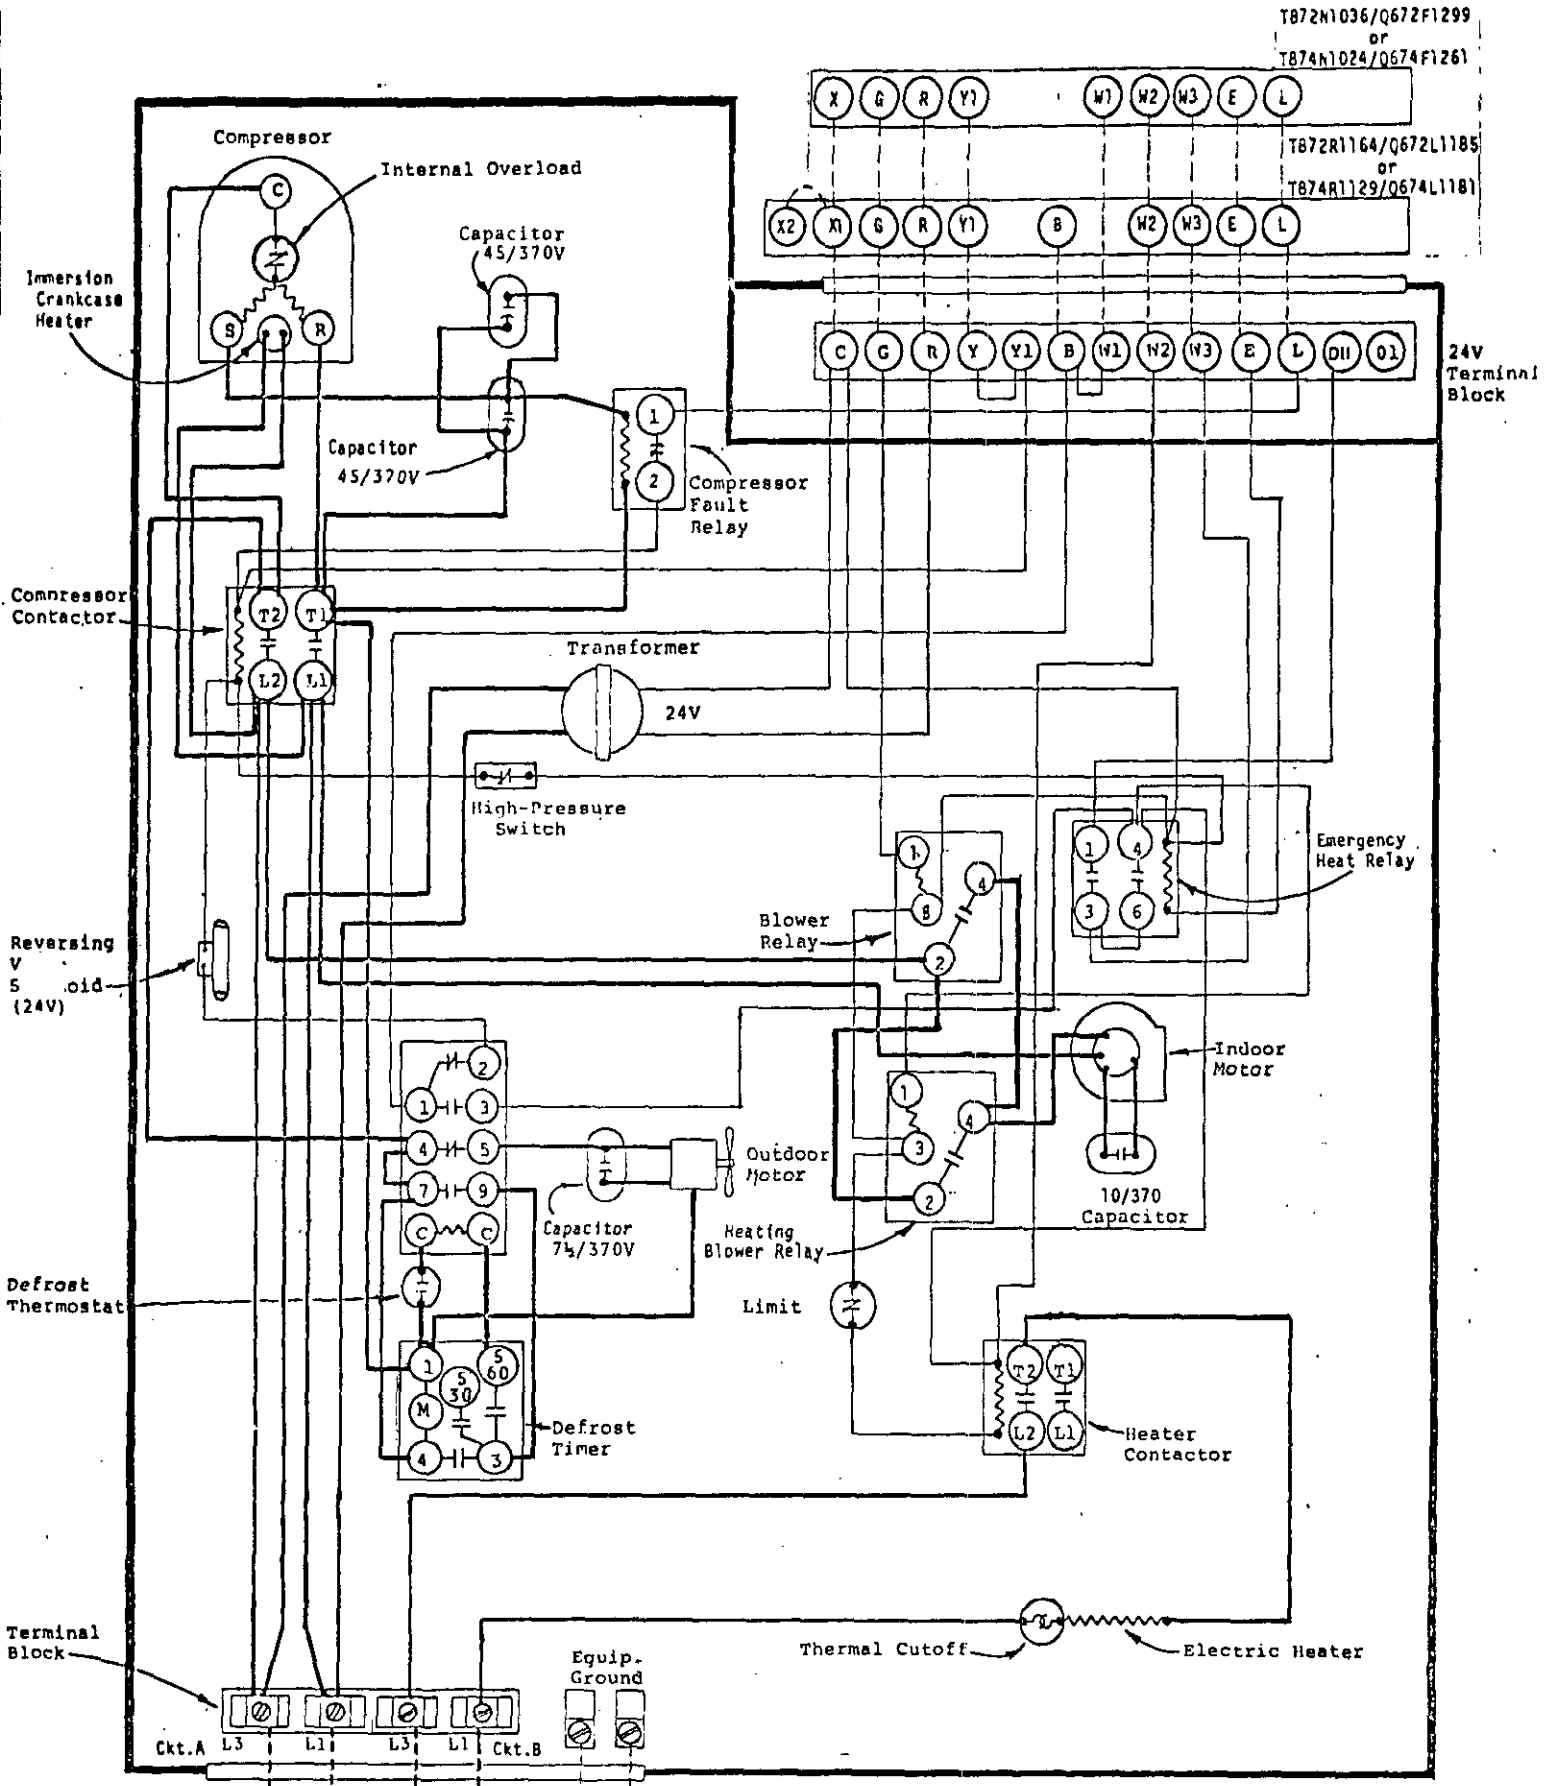 T872N1036/Q672F1299
or
T874N1024/Q674F1261
X G R Y1 W1 W2 W3 E L
T872R1164/Q672L1185
or
T874R1129/Q674L1181
X2 X1 G R Y1 B W2 W3 E L
C G R Y Y1 B W1 W2 W3 E L DH O1
24V
Terminal
Block
Compressor
Internal Overload
C
S R
Immersion
Crankcase
Heater
Capacitor
45/370V
Capacitor
45/370V
1
2
Compressor
Fault
Relay
Compressor
Contactor
T2 T1
L2 L1
Transformer
24V
High-Pressure
Switch
Emergency
Heat Relay
1 4
3 6
Blower
Relay
1
4
8
2
Reversing
V
S oid
(24V)
2
1 3
4 5
7 9
C C
Outdoor
Motor
Capacitor
7½/370V
Indoor
Motor
10/370
Capacitor
1
4
3
2
Heating
Blower Relay
Limit
Defrost
Thermostat
1
S
60
S
30
M
4 3
Defrost
Timer
T2 T1
L2 L1
Heater
Contactor
Thermal Cutoff
Electric Heater
Terminal
Block
Equip.
Ground
Ckt.A L3 L1 L3 L1 Ckt.B